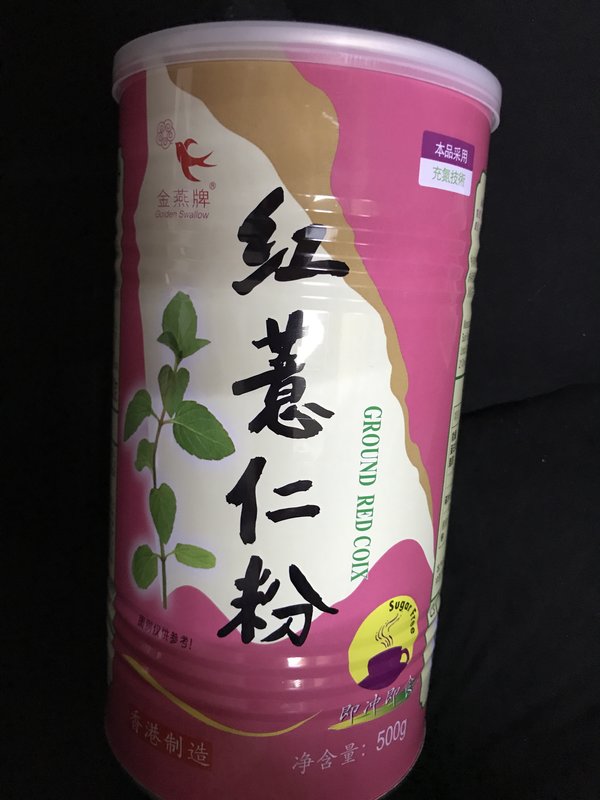 本品采用
充氮技術
金燕牌®
Golden Swallow
红薏仁粉
GROUND RED COIX
Sugar Free
即冲即食
香港制造
净含量：500g